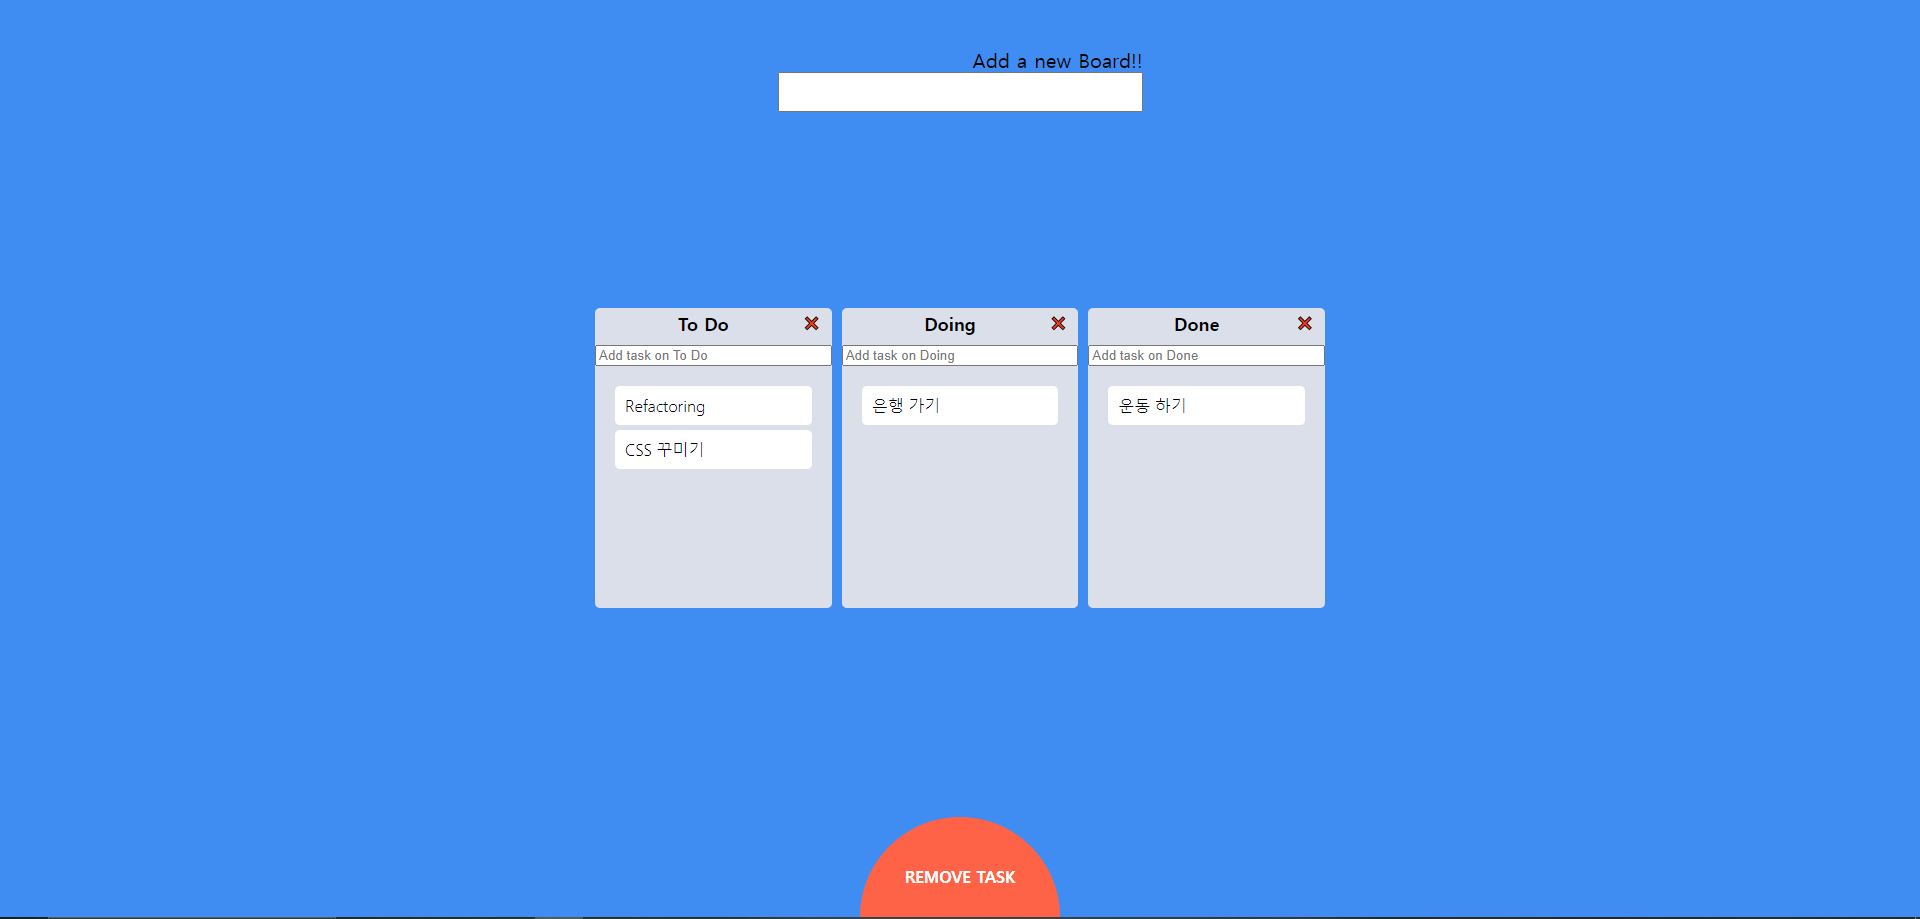 Add a new Board!!
To Do
Add task on To Do
Refactoring
CSS 꾸미기
Doing
Add task on Doing
은행 가기
Done
Add task on Done
운동 하기
REMOVE TASK